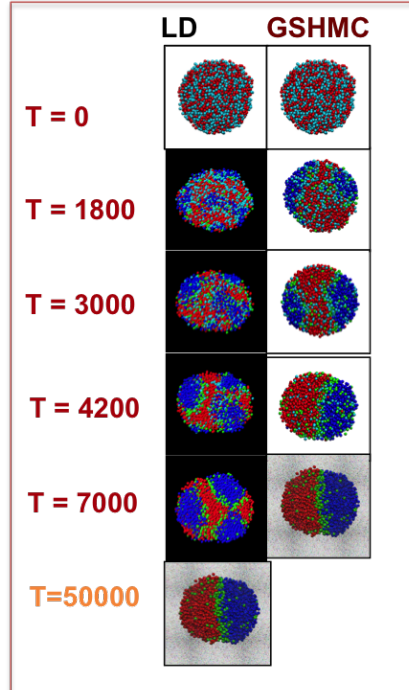 LD GSHMC
T = 0
T = 1800
T = 3000
T = 4200
T = 7000
T=50000